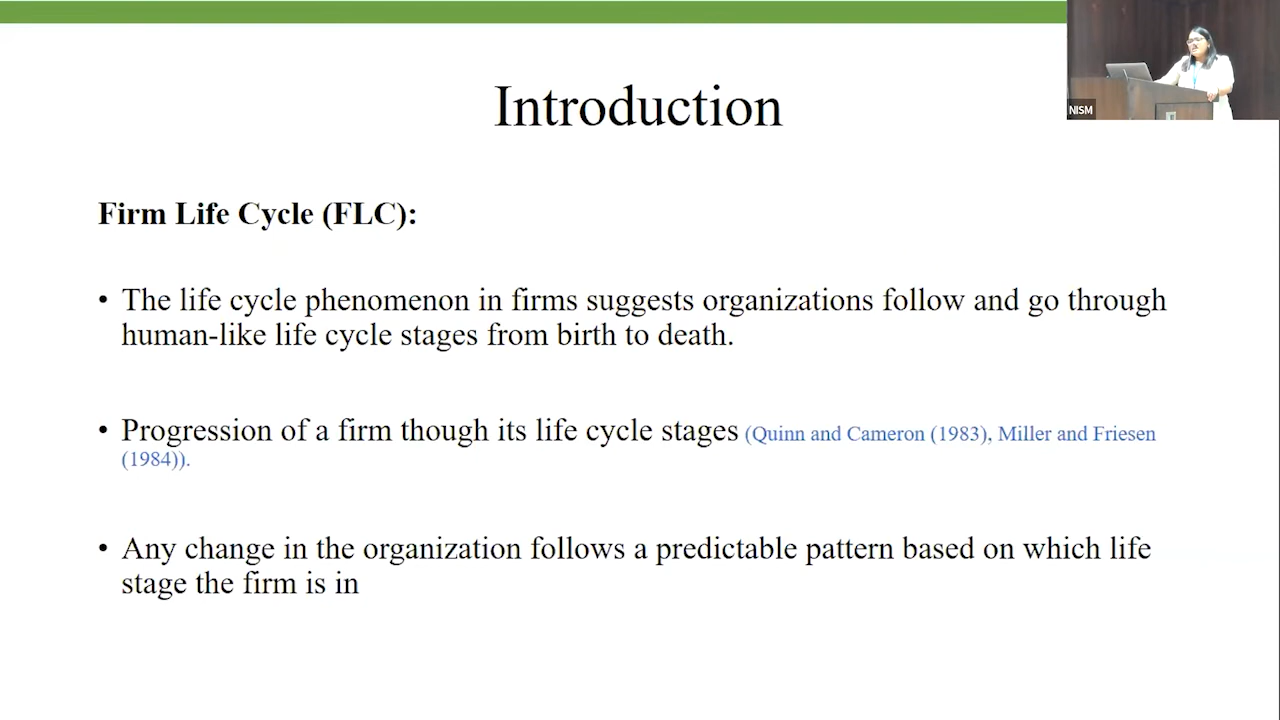 Introduction
NISM
Firm Life Cycle (FLC):
• The life cycle phenomenon in firms suggests organizations follow and go through
human-like life cycle stages from birth to death.
• Progression of a firm though its life cycle stages (Quinn and Cameron (1983), Miller and Friesen
(1984)).
• Any change in the organization follows a predictable pattern based on which life
stage the firm is in